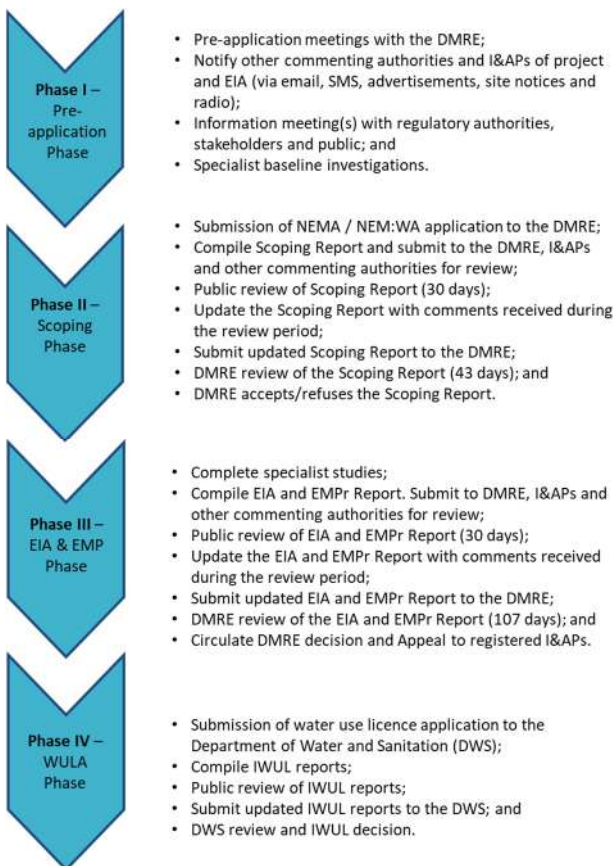 Phase I –
Pre-
application
Phase
• Pre-application meetings with the DMRE;
• Notify other commenting authorities and I&APs of project
and EIA (via email, SMS, advertisements, site notices and
radio);
• Information meeting(s) with regulatory authorities,
stakeholders and public; and
• Specialist baseline investigations.
Phase II –
Scoping
Phase
• Submission of NEMA / NEM:WA application to the DMRE;
• Compile Scoping Report and submit to the DMRE, I&APs
and other commenting authorities for review;
• Public review of Scoping Report (30 days);
• Update the Scoping Report with comments received during
the review period;
• Submit updated Scoping Report to the DMRE;
• DMRE review of the Scoping Report (43 days); and
• DMRE accepts/refuses the Scoping Report.
Phase III –
EIA & EMP
Phase
• Complete specialist studies;
• Compile EIA and EMPr Report. Submit to DMRE, I&APs and
other commenting authorities for review;
• Public review of EIA and EMPr Report (30 days);
• Update the EIA and EMPr Report with comments received
during the review period;
• Submit updated EIA and EMPr Report to the DMRE;
• DMRE review of the EIA and EMPr Report (107 days); and
• Circulate DMRE decision and Appeal to registered I&APs.
Phase IV –
WULA
Phase
• Submission of water use licence application to the
Department of Water and Sanitation (DWS);
• Compile IWUL reports;
• Public review of IWUL reports;
• Submit updated IWUL reports to the DWS; and
• DWS review and IWUL decision.